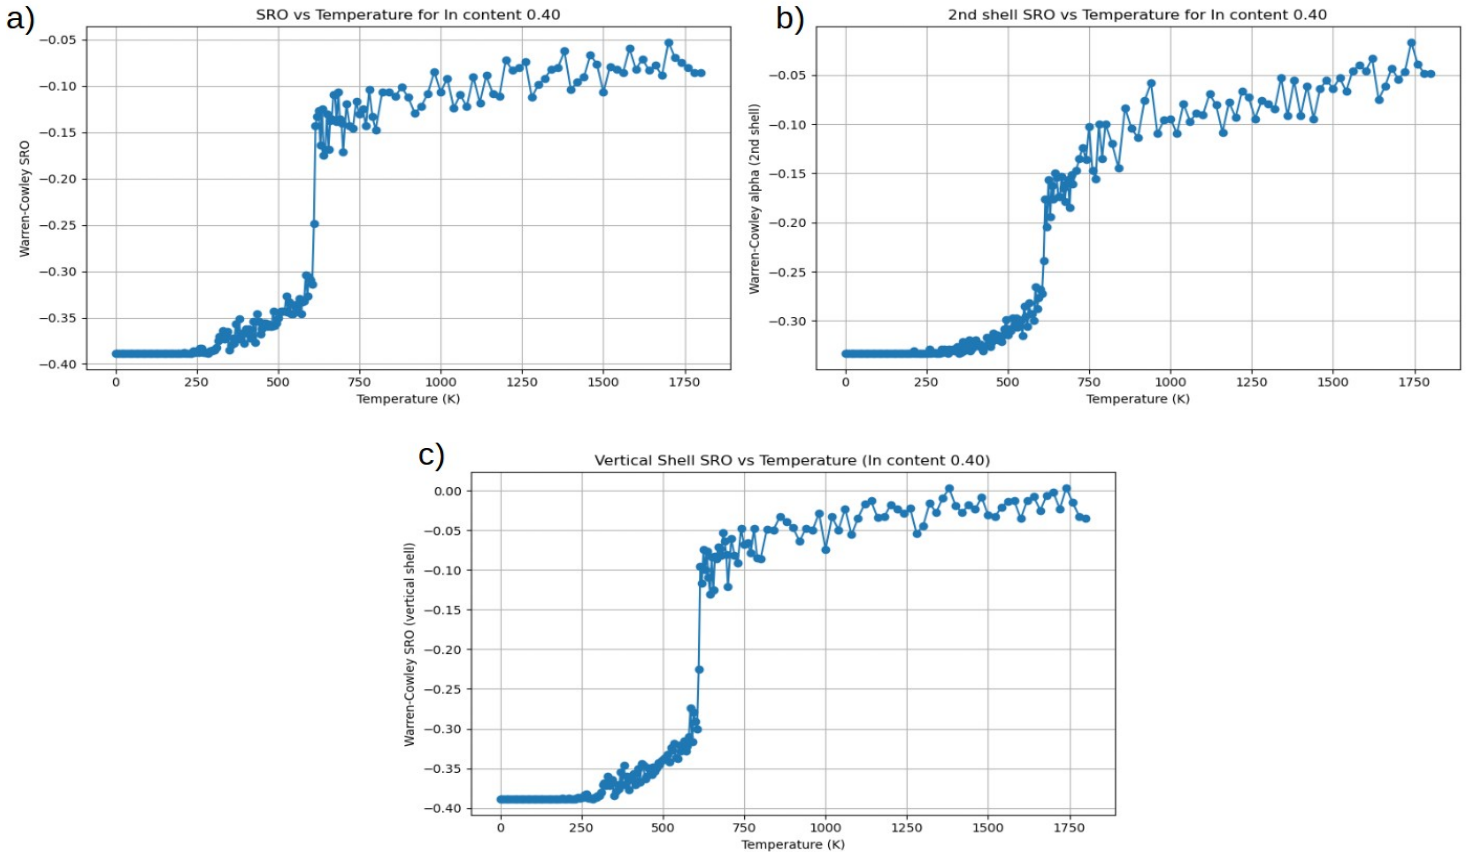 a)
SRO vs Temperature for In content 0.40
Warren-Cowley SRO
−0.05
−0.10
−0.15
−0.20
−0.25
−0.30
−0.35
−0.40
0 250 500 750 1000 1250 1500 1750
Temperature (K)
b)
2nd shell SRO vs Temperature for In content 0.40
Warren-Cowley alpha (2nd shell)
−0.05
−0.10
−0.15
−0.20
−0.25
−0.30
0 250 500 750 1000 1250 1500 1750
Temperature (K)
c)
Vertical Shell SRO vs Temperature (In content 0.40)
Warren-Cowley SRO (vertical shell)
0.00
−0.05
−0.10
−0.15
−0.20
−0.25
−0.30
−0.35
−0.40
0 250 500 750 1000 1250 1500 1750
Temperature (K)